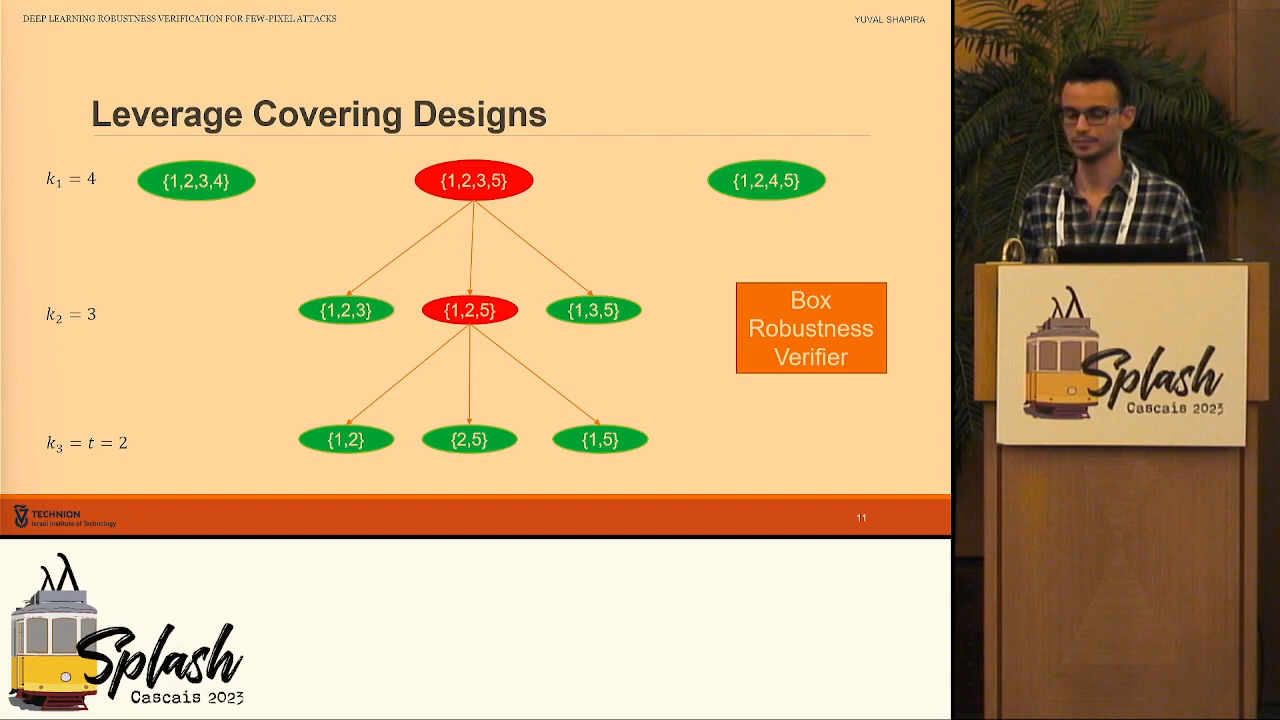 DEEP LEARNING ROBUSTNESS VERIFICATION FOR FEW-PIXEL ATTACKS
YUVAL SHAPIRA
Leverage Covering Designs
k₁ = 4
{1,2,3,4}
{1,2,3,5}
{1,2,4,5}
k₂ = 3
{1,2,3}
{1,2,5}
{1,3,5}
Box
Robustness
Verifier
k₃ = t = 2
{1,2}
{2,5}
{1,5}
TECHNION
Israel Institute of Technology
11
Splash
Cascais 2023
Splash
Cascais 2023